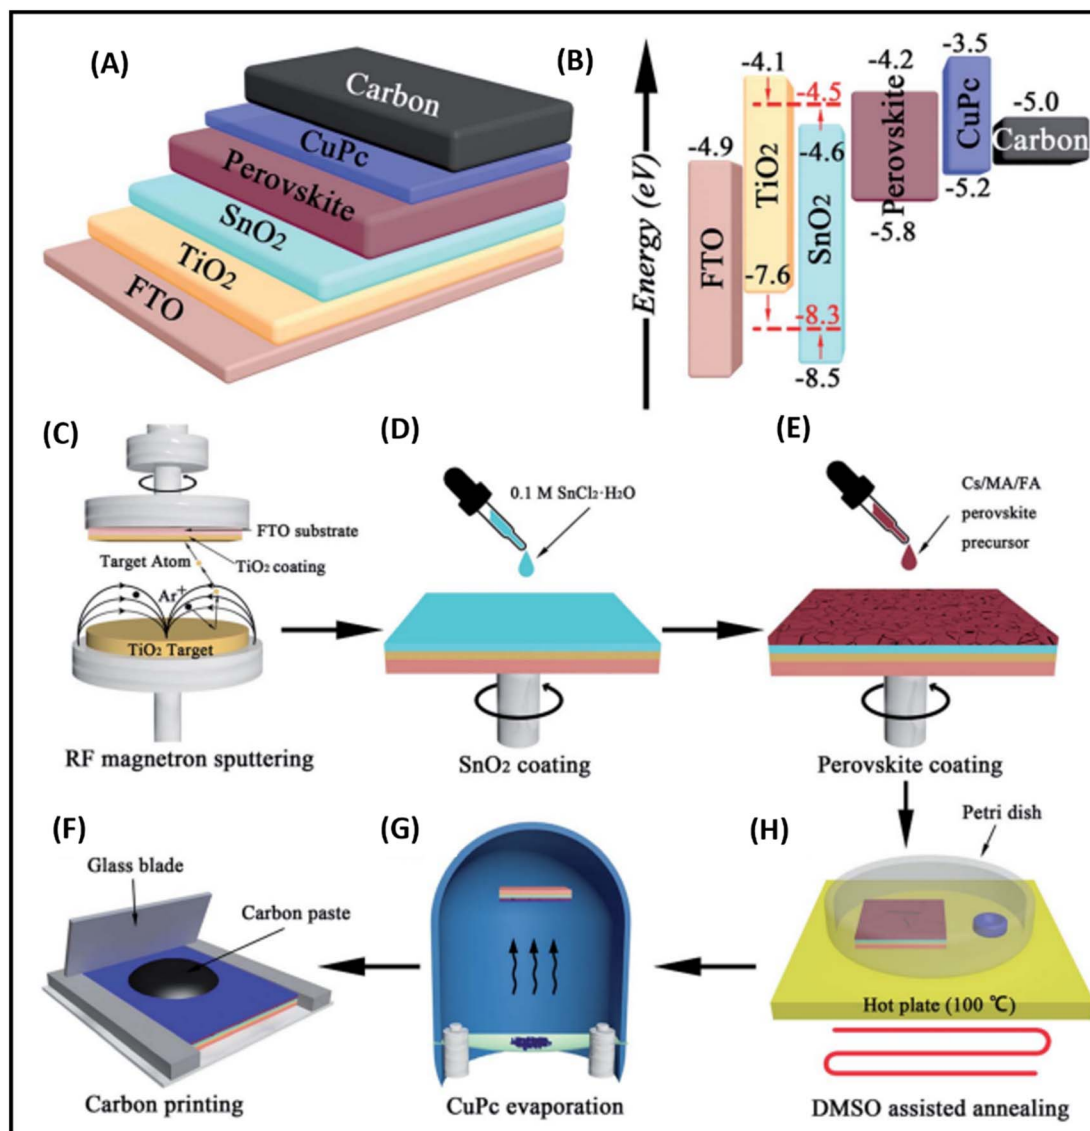 (A)
Carbon
CuPc
Perovskite
SnO₂
TiO₂
FTO
(B)
Energy (eV)
-4.9
FTO
-4.1
TiO₂
-7.6
-4.5
-4.6
SnO₂
-8.3
-8.5
-4.2
Perovskite
-5.8
-3.5
CuPc
-5.2
-5.0
Carbon
(C)
FTO substrate
TiO₂ coating
Target Atom
Ar⁺
TiO₂ Target
RF magnetron sputtering
(D)
0.1 M SnCl₂·H₂O
SnO₂ coating
(E)
Cs/MA/FA
perovskite
precursor
Perovskite coating
(F)
Glass blade
Carbon paste
Carbon printing
(G)
CuPc evaporation
(H)
Petri dish
Hot plate (100 ℃)
DMSO assisted annealing